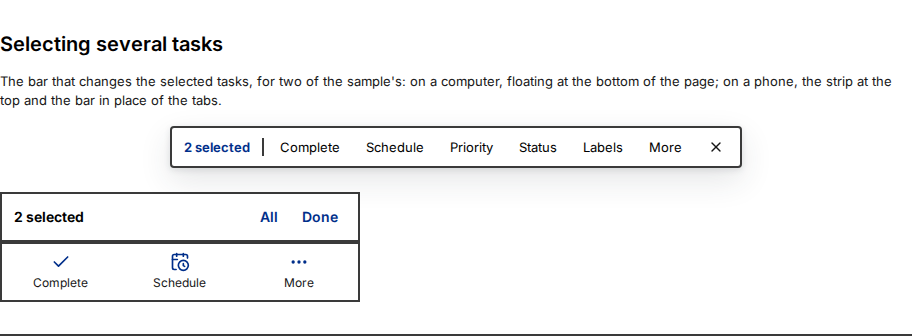 Selecting several tasks
The bar that changes the selected tasks, for two of the sample's: on a computer, floating at the bottom of the page; on a phone, the strip at the
top and the bar in place of the tabs.
2 selected Complete Schedule Priority Status Labels More
2 selected All Done
Complete Schedule More